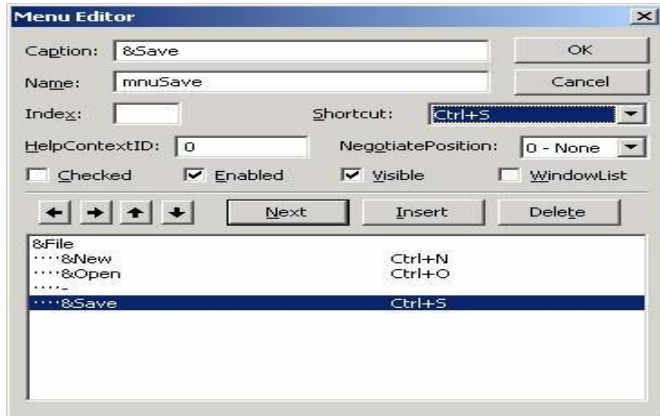 Menu Editor
Caption: &Save OK
Name: mnuSave Cancel
Index: Shortcut: Ctrl+S
HelpContextID: 0 NegotiatePosition: 0 - None
Checked Enabled Visible WindowList
Next Insert Delete
&File
····&New Ctrl+N
····&Open Ctrl+O
····-
····&Save Ctrl+S